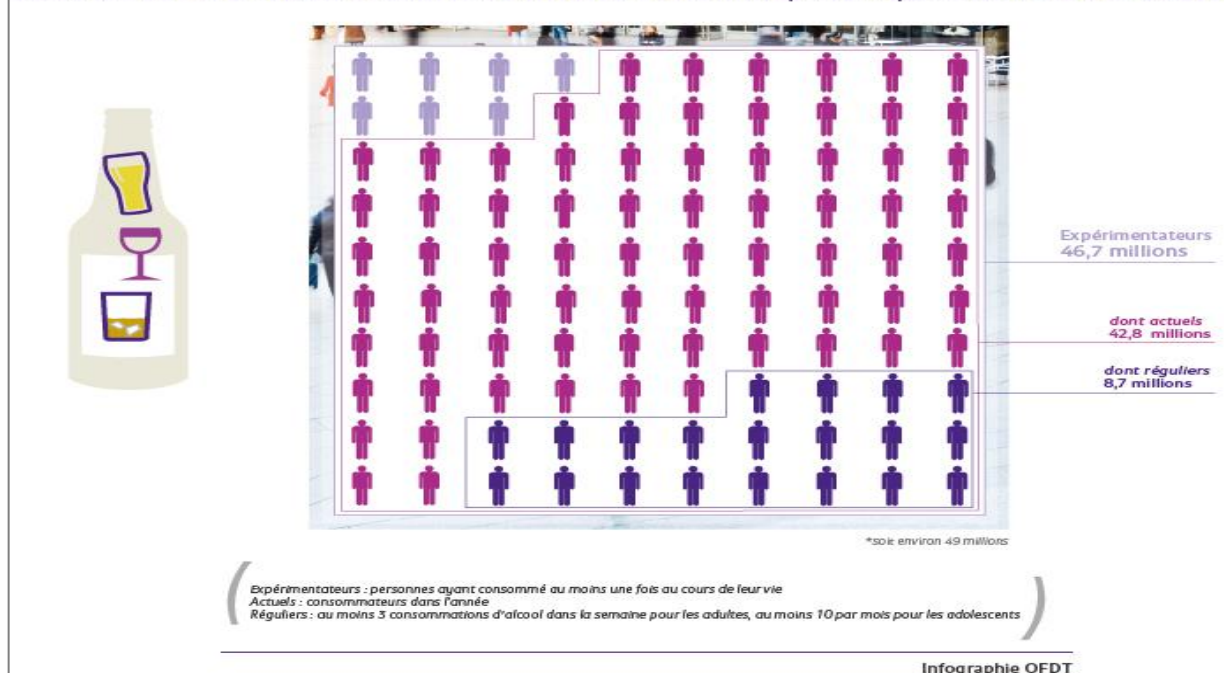 Expérimentateurs
46,7 millions
dont actuels
42,8 millions
dont réguliers
8,7 millions
*soit environ 49 millions
Expérimentateurs : personnes ayant consommé au moins une fois au cours de leur vie
Actuels : consommateurs dans l'année
Réguliers : au moins 3 consommations d'alcool dans la semaine pour les adultes, au moins 10 par mois pour les adolescents
Infographie OFDT